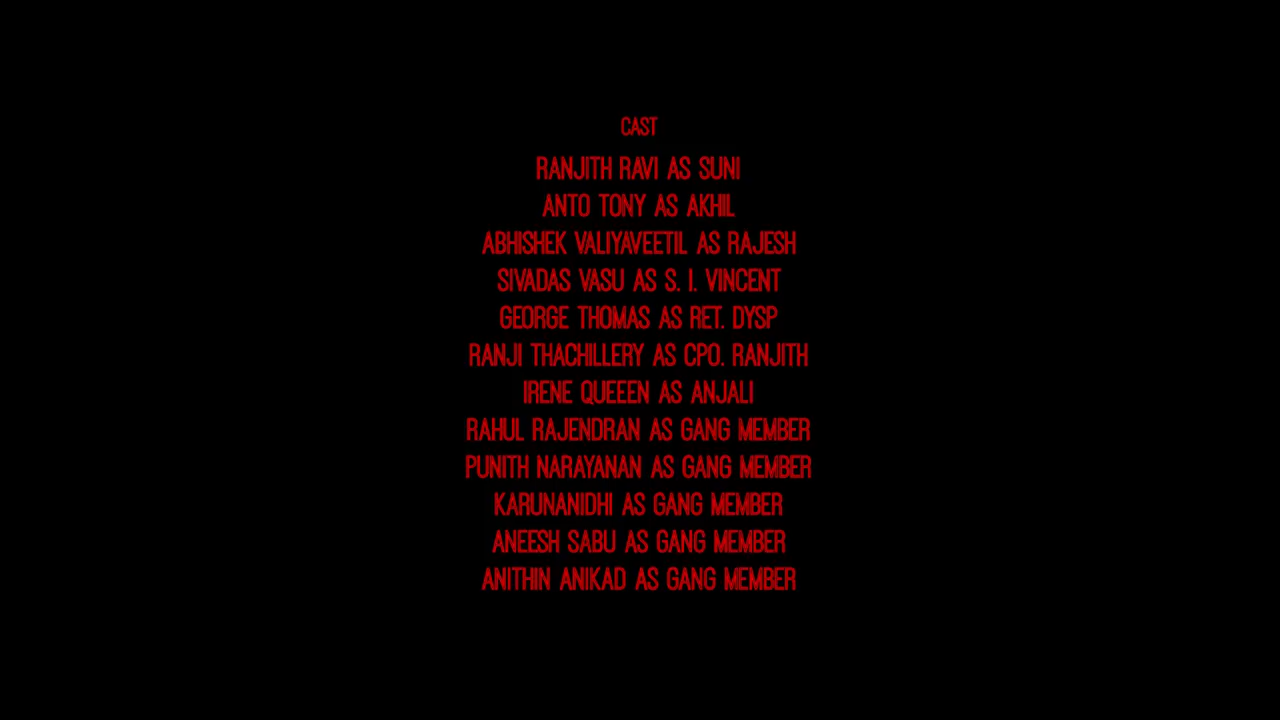 CAST
RANJITH RAVI AS SUNI
ANTO TONY AS AKHIL
ABHISHEK VALIYAVEETIL AS RAJESH
SIVADAS VASU AS S. I. VINCENT
GEORGE THOMAS AS RET. DYSP
RANJI THACHILLERY AS CPO. RANJITH
IRENE QUEEEN AS ANJALI
RAHUL RAJENDRAN AS GANG MEMBER
PUNITH NARAYANAN AS GANG MEMBER
KARUNANIDHI AS GANG MEMBER
ANEESH SABU AS GANG MEMBER
ANITHIN ANIKAD AS GANG MEMBER